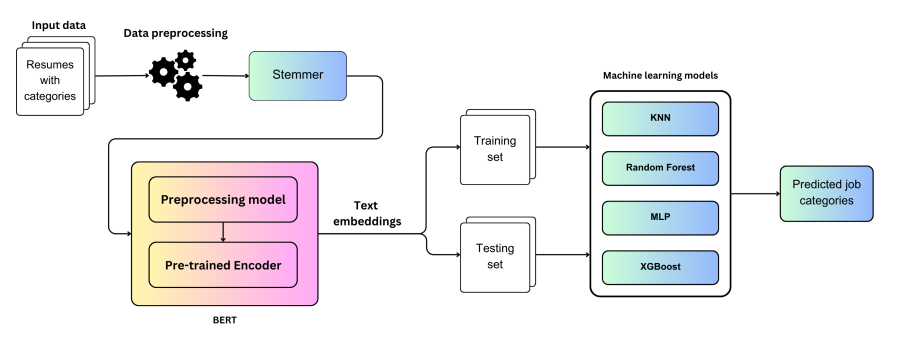 Input data
Resumes
with
categories
Data preprocessing
Stemmer
Preprocessing model
Pre-trained Encoder
BERT
Text
embeddings
Training
set
Testing
set
Machine learning models
KNN
Random Forest
MLP
XGBoost
Predicted job
categories